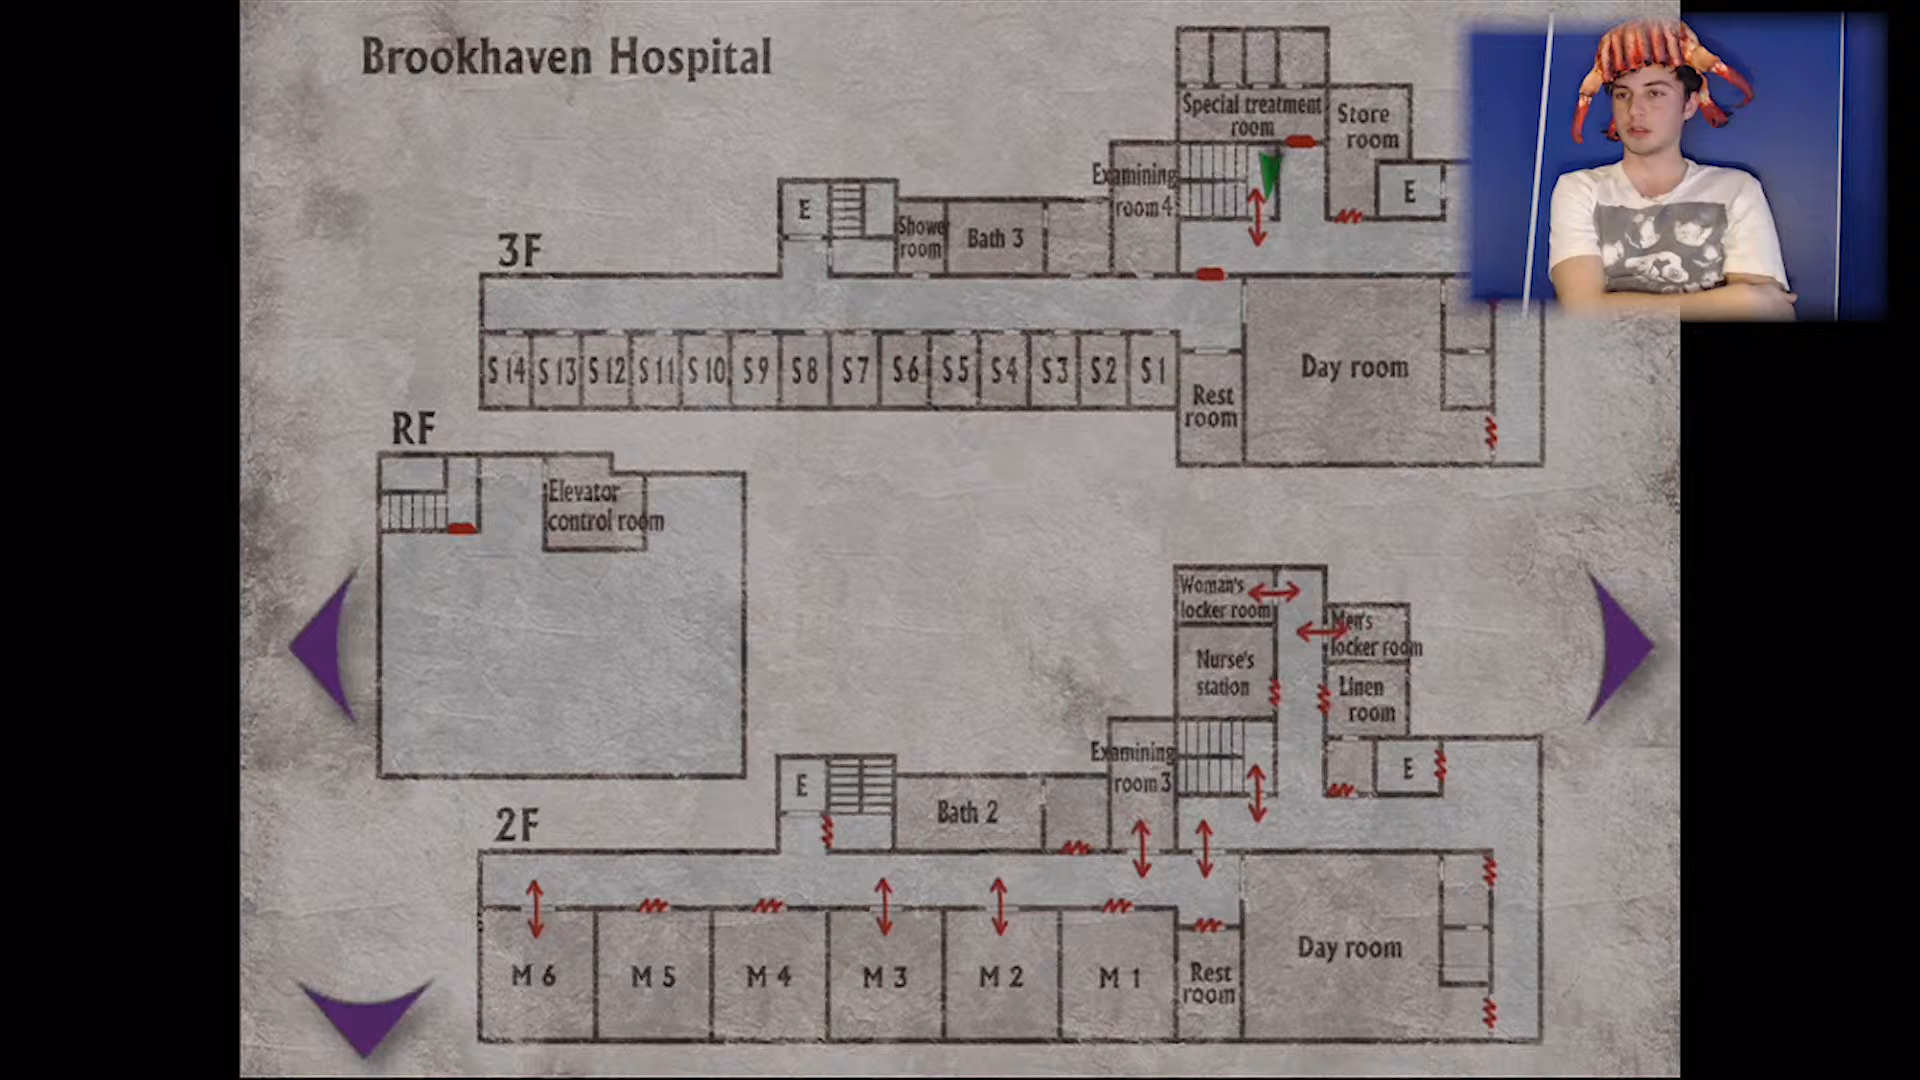 Brookhaven Hospital
Special treatment
room
Store
room
Examining
room 4
E
E
Showe
room
Bath 3
3F
S 14
S 13
S 12
S 11
S 10
S 9
S 8
S 7
S 6
S 5
S 4
S 3
S 2
S 1
Rest
room
Day room
RF
Elevator
control room
Woman's
locker room
Men's
locker room
Nurse's
station
Linen
room
Examining
room 3
E
E
Bath 2
2F
M 6
M 5
M 4
M 3
M 2
M 1
Rest
room
Day room